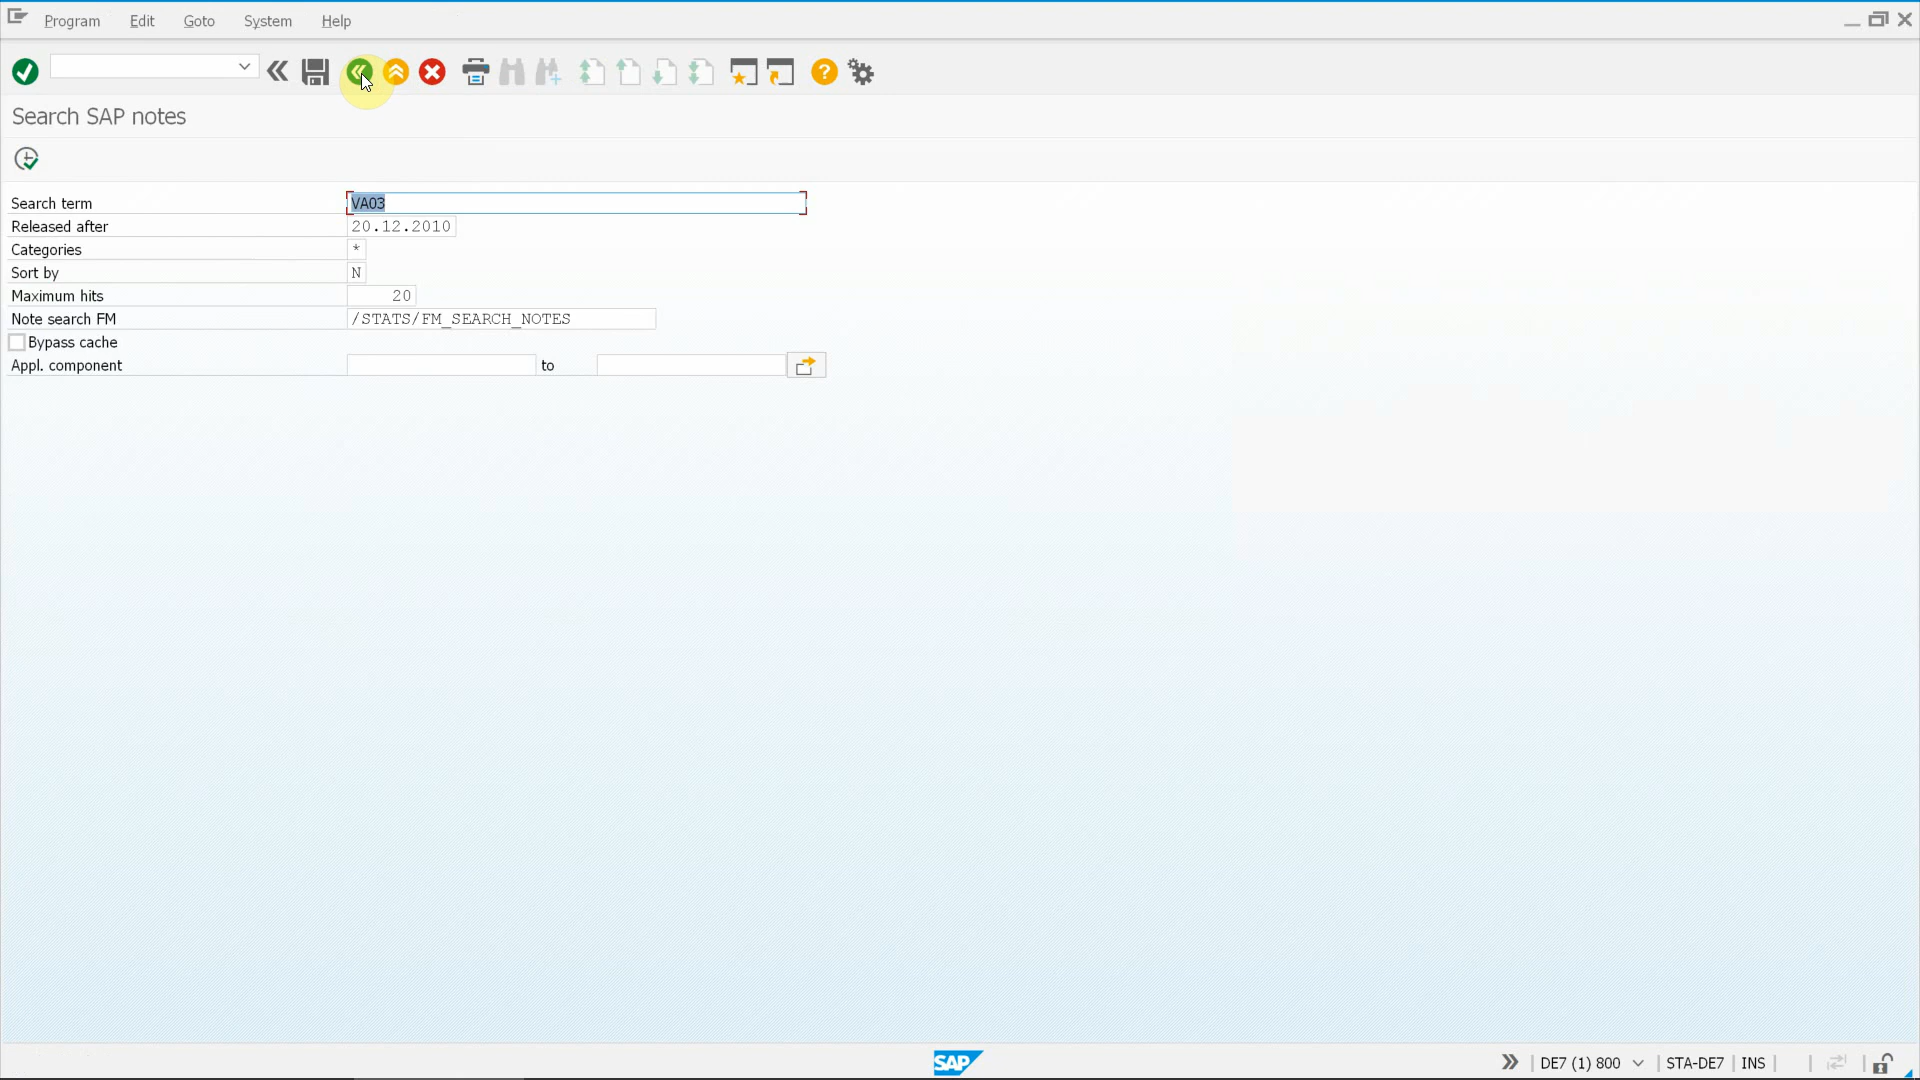 Program Edit Goto System Help
Search SAP notes
Search term VA03
Released after 20.12.2010
Categories *
Sort by N
Maximum hits 20
Note search FM /STATS/FM_SEARCH_NOTES
Bypass cache
Appl. component to
SAP DE7 (1) 800 STA-DE7 INS